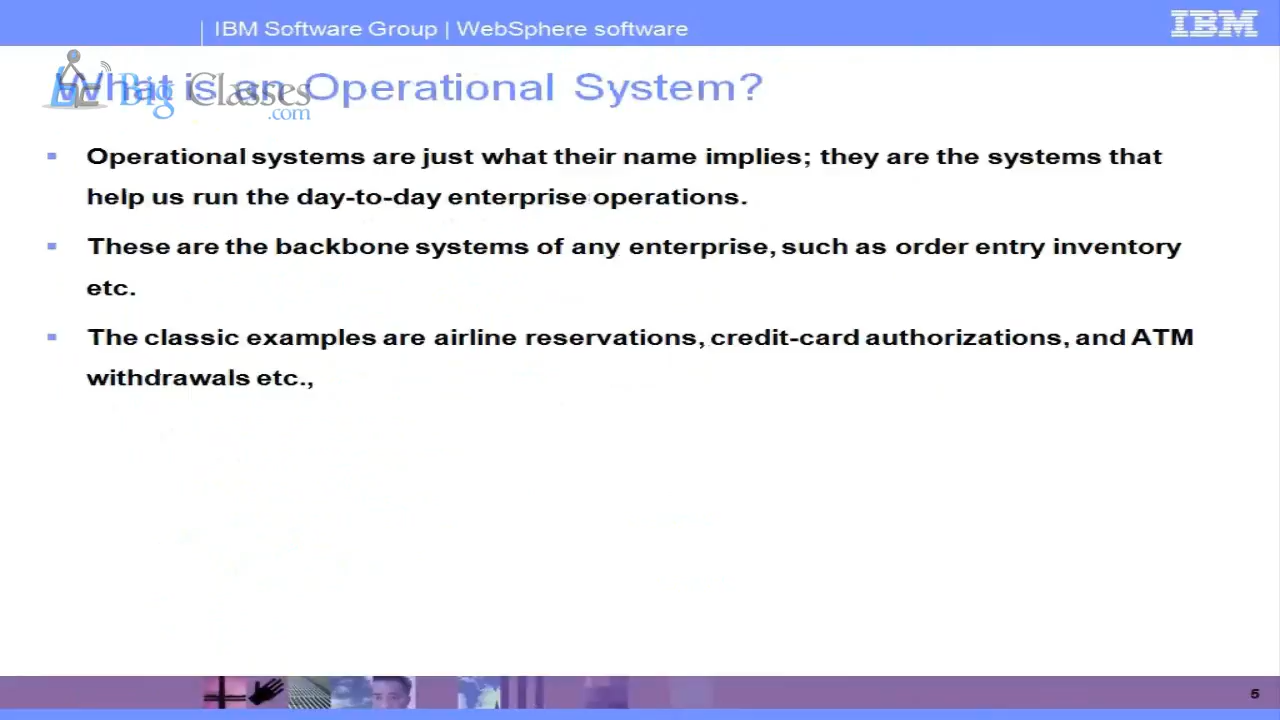 IBM Software Group | WebSphere software
IBM
What is an Operational System?
Big Classes
.com
▪ Operational systems are just what their name implies; they are the systems that
help us run the day-to-day enterprise operations.
▪ These are the backbone systems of any enterprise, such as order entry inventory
etc.
▪ The classic examples are airline reservations, credit-card authorizations, and ATM
withdrawals etc.,
5